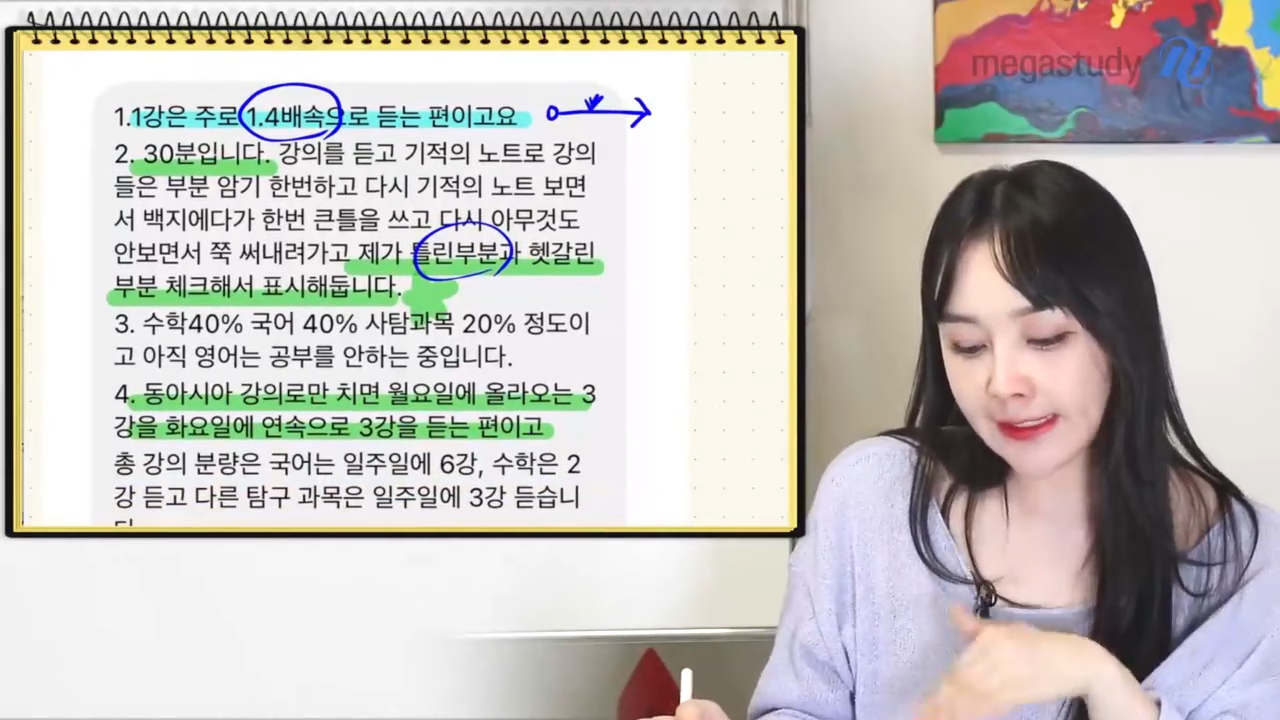 megastudy
1.1강은 주로 1.4배속으로 듣는 편이고요
2. 30분입니다. 강의를 듣고 기적의 노트로 강의
들은 부분 암기 한번하고 다시 기적의 노트 보면
서 백지에다가 한번 큰틀을 쓰고 다시 아무것도
안보면서 쭉 써내려가고 제가 틀린부분과 헷갈린
부분 체크해서 표시해둡니다.
3. 수학40% 국어 40% 사탐과목 20% 정도이
고 아직 영어는 공부를 안하는 중입니다.
4. 동아시아 강의로만 치면 월요일에 올라오는 3
강을 화요일에 연속으로 3강을 듣는 편이고
총 강의 분량은 국어는 일주일에 6강, 수학은 2
강 듣고 다른 탐구 과목은 일주일에 3강 듣습니